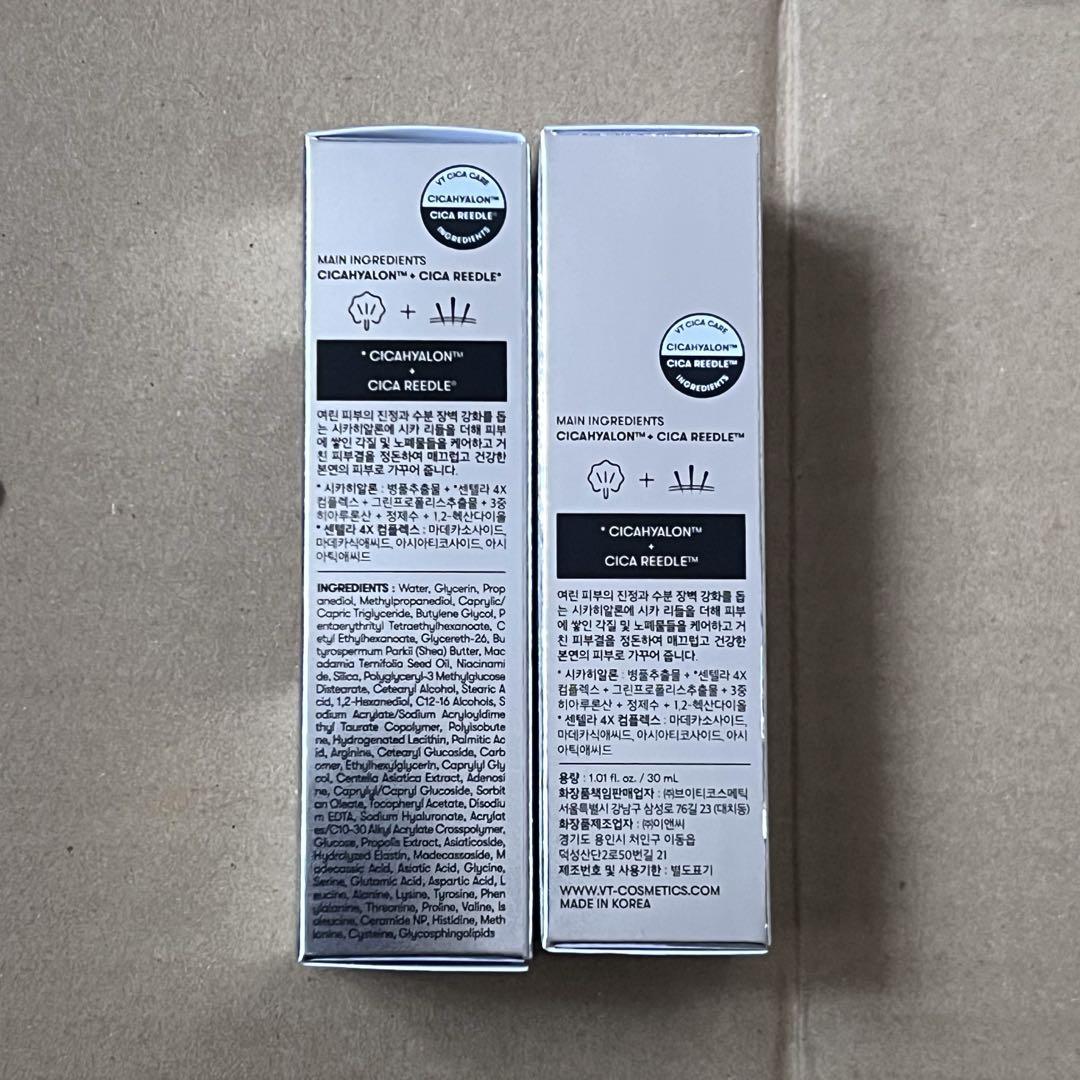 VT CICA CARE
CICAHYALON™
CICA REEDLE®
INGREDIENTS
MAIN INGREDIENTS
CICAHYALON™ + CICA REEDLE®
+
* CICAHYALON™
+
CICA REEDLE®
여린 피부의 진정과 수분 장벽 강화를 돕
는 시카히알론에 시카 리들을 더해 피부
에 쌓인 각질 및 노폐물들을 케어하고 거
친 피부결을 정돈하여 매끄럽고 건강한
본연의 피부로 가꾸어 줍니다.
* 시카히알론 : 병풀추출물 + *센텔라 4X
컴플렉스 + 그린프로폴리스추출물 + 3중
히아루론산 + 정제수 + 1,2-헥산다이올
* 센텔라 4X 컴플렉스 : 마데카소사이드,
마데카식애씨드, 아시아티코사이드, 아시
아틱애씨드
INGREDIENTS : Water, Glycerin, Prop
anediol, Methylpropanediol, Caprylic/
Capric Triglyceride, Butylene Glycol, P
entaerythrityl Tetraethylhexanoate, C
etyl Ethylhexanoate, Glycereth-26, Bu
tyrospermum Parkii (Shea) Butter, Mac
adamia Ternifolia Seed Oil, Niacinami
de, Silica, Polyglyceryl-3 Methylglucose
Distearate, Cetearyl Alcohol, Stearic A
cid, 1,2-Hexanediol, C12-16 Alcohols, S
odium Acrylate/Sodium Acryloyldime
thyl Taurate Copolymer, Polyisobute
ne, Hydrogenated Lecithin, Palmitic Ac
id, Arginine, Cetearyl Glucoside, Carb
omer, Ethylhexylglycerin, Caprylyl Gly
col, Centella Asiatica Extract, Adenosi
ne, Caprylyl/Capryl Glucoside, Sorbit
an Oleate, Tocopheryl Acetate, Disodiu
m EDTA, Sodium Hyaluronate, Acrylat
es/C10-30 Alkyl Acrylate Crosspolymer,
Glucose, Propolis Extract, Asiaticoside,
Hydrolyzed Elastin, Madecassoside, M
adecassic Acid, Asiatic Acid, Glycine,
Serine, Glutamic Acid, Aspartic Acid, L
eucine, Alanine, Lysine, Tyrosine, Phen
ylalanine, Threonine, Proline, Valine, Is
oleucine, Ceramide NP, Histidine, Meth
ionine, Cysteine, Glycosphingolipids
VT CICA CARE
CICAHYALON™
CICA REEDLE™
INGREDIENTS
MAIN INGREDIENTS
CICAHYALON™ + CICA REEDLE™
+
* CICAHYALON™
+
CICA REEDLE™
여린 피부의 진정과 수분 장벽 강화를 돕
는 시카히알론에 시카 리들을 더해 피부
에 쌓인 각질 및 노폐물들을 케어하고 거
친 피부결을 정돈하여 매끄럽고 건강한
본연의 피부로 가꾸어 줍니다.
* 시카히알론 : 병풀추출물 + *센텔라 4X
컴플렉스 + 그린프로폴리스추출물 + 3중
히아루론산 + 정제수 + 1,2-헥산다이올
* 센텔라 4X 컴플렉스 : 마데카소사이드,
마데카식애씨드, 아시아티코사이드, 아시
아틱애씨드
용량 : 1.01 fl. oz. / 30 mL
화장품책임판매업자 : ㈜브이티코스메틱
서울특별시 강남구 삼성로 76길 23 (대치동)
화장품제조업자 : ㈜이앤씨
경기도 용인시 처인구 이동읍
덕성산단2로50번길 21
제조번호 및 사용기한 : 별도표기
WWW.VT-COSMETICS.COM
MADE IN KOREA